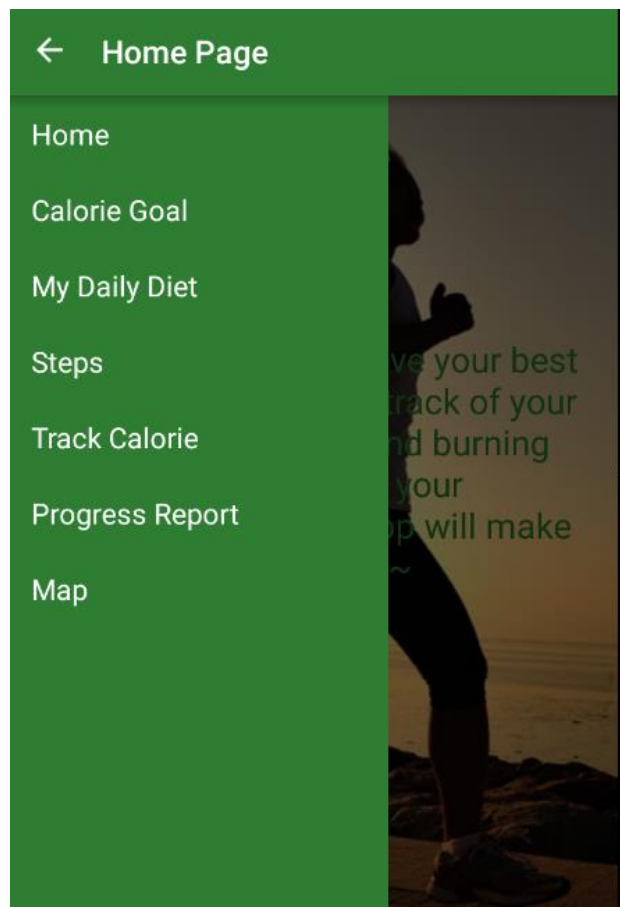 Home Page
Home
Calorie Goal
My Daily Diet
Steps
Track Calorie
Progress Report
Map
your best
track of your
burning
your
will make
~